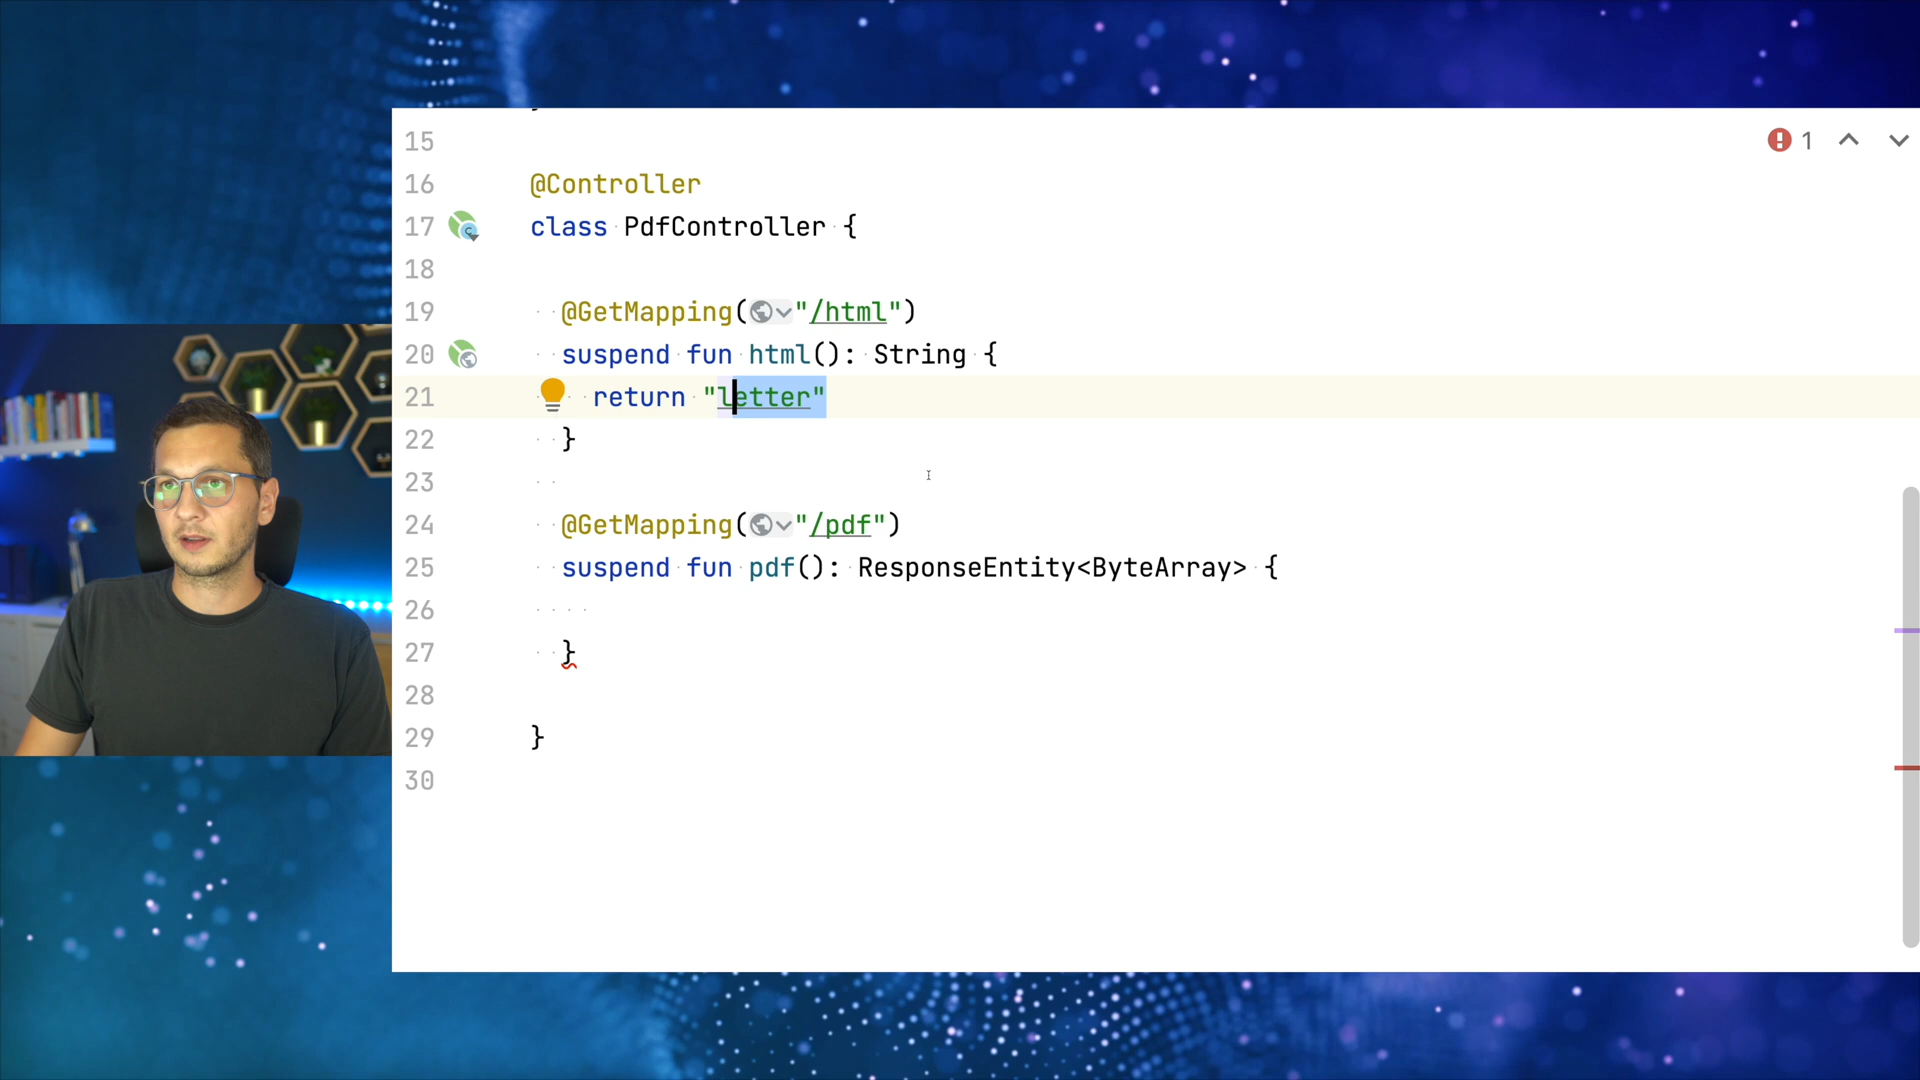 15
1
16 @Controller
17 class PdfController {
18
19 @GetMapping("/html")
20 suspend fun html(): String {
21 return "letter"
22 }
23
24 @GetMapping("/pdf")
25 suspend fun pdf(): ResponseEntity<ByteArray> {
26
27 }
28
29 }
30